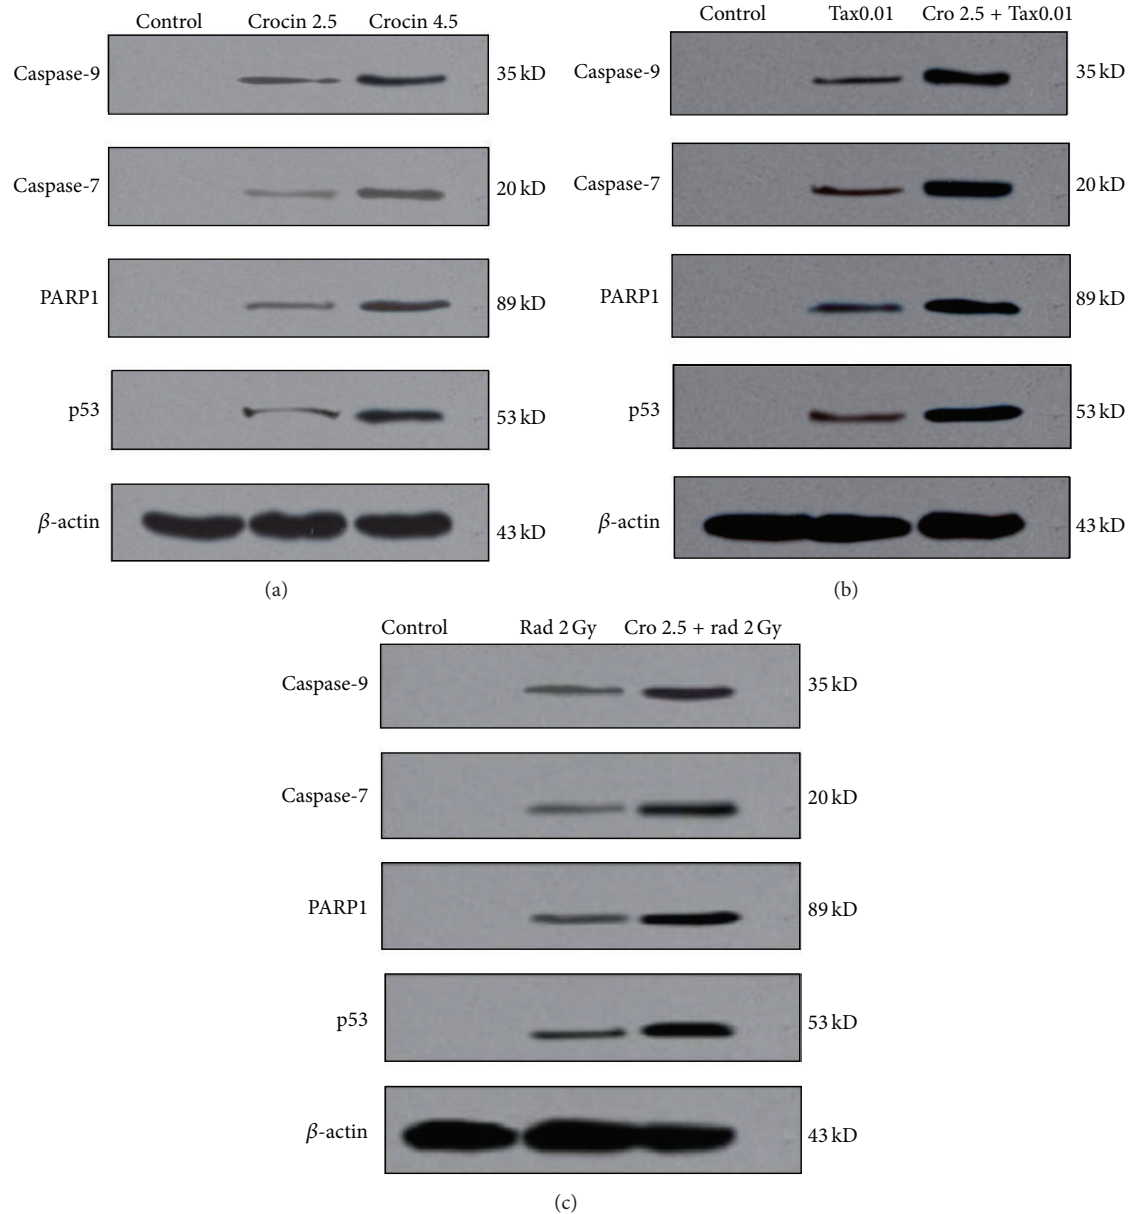 Control Crocin 2.5 Crocin 4.5
Caspase-9 35 kD
Caspase-7 20 kD
PARP1 89 kD
p53 53 kD
β-actin 43 kD
(a)
Control Tax0.01 Cro 2.5 + Tax0.01
Caspase-9 35 kD
Caspase-7 20 kD
PARP1 89 kD
p53 53 kD
β-actin 43 kD
(b)
Control Rad 2 Gy Cro 2.5 + rad 2 Gy
Caspase-9 35 kD
Caspase-7 20 kD
PARP1 89 kD
p53 53 kD
β-actin 43 kD
(c)